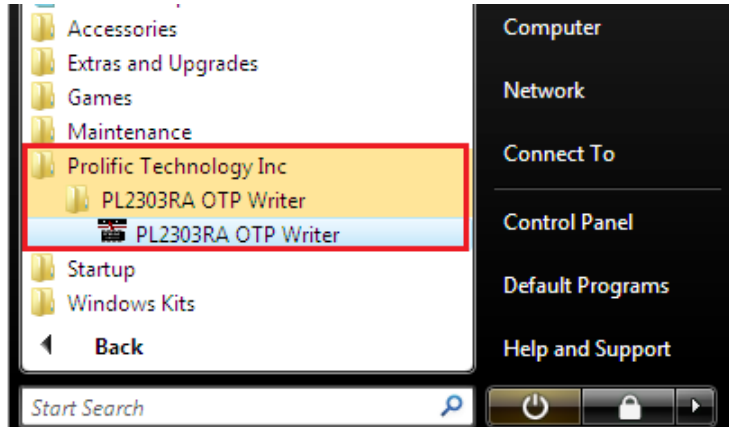 Accessories
Extras and Upgrades
Games
Maintenance
Prolific Technology Inc
PL2303RA OTP Writer
PL2303RA OTP Writer
Startup
Windows Kits
Back
Start Search
Computer
Network
Connect To
Control Panel
Default Programs
Help and Support